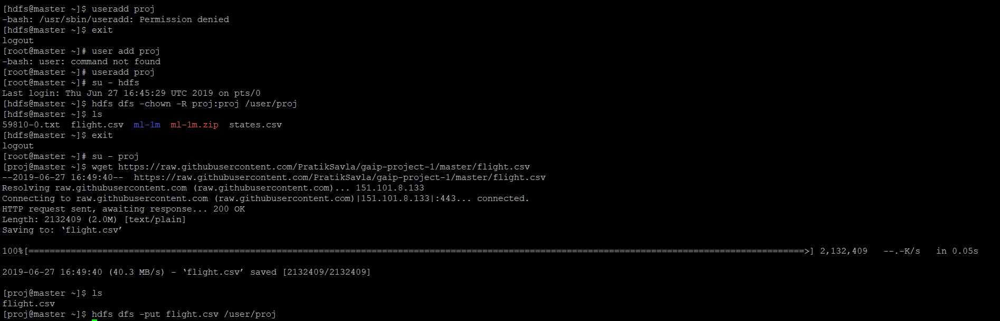 [hdfs@master ~]$ useradd proj
-bash: /usr/sbin/useradd: Permission denied
[hdfs@master ~]$ exit
logout
[root@master ~]# user add proj
-bash: user: command not found
[root@master ~]# useradd proj
[root@master ~]# su - hdfs
Last login: Thu Jun 27 16:45:29 UTC 2019 on pts/0
[hdfs@master ~]$ hdfs dfs -chown -R proj:proj /user/proj
[hdfs@master ~]$ ls
59810-0.txt  flight.csv  ml-1m  ml-1m.zip  states.csv
[hdfs@master ~]$ exit
logout
[root@master ~]# su - proj
[proj@master ~]$ wget https://raw.githubusercontent.com/PratikSavla/gaip-project-1/master/flight.csv
--2019-06-27 16:49:40--  https://raw.githubusercontent.com/PratikSavla/gaip-project-1/master/flight.csv
Resolving raw.githubusercontent.com (raw.githubusercontent.com)... 151.101.8.133
Connecting to raw.githubusercontent.com (raw.githubusercontent.com)|151.101.8.133|:443... connected.
HTTP request sent, awaiting response... 200 OK
Length: 2132409 (2.0M) [text/plain]
Saving to: ‘flight.csv’
100%[===================================================================================================================================================>] 2,132,409   --.-K/s   in 0.05s
2019-06-27 16:49:40 (40.3 MB/s) - ‘flight.csv’ saved [2132409/2132409]
[proj@master ~]$ ls
flight.csv
[proj@master ~]$ hdfs dfs -put flight.csv /user/proj